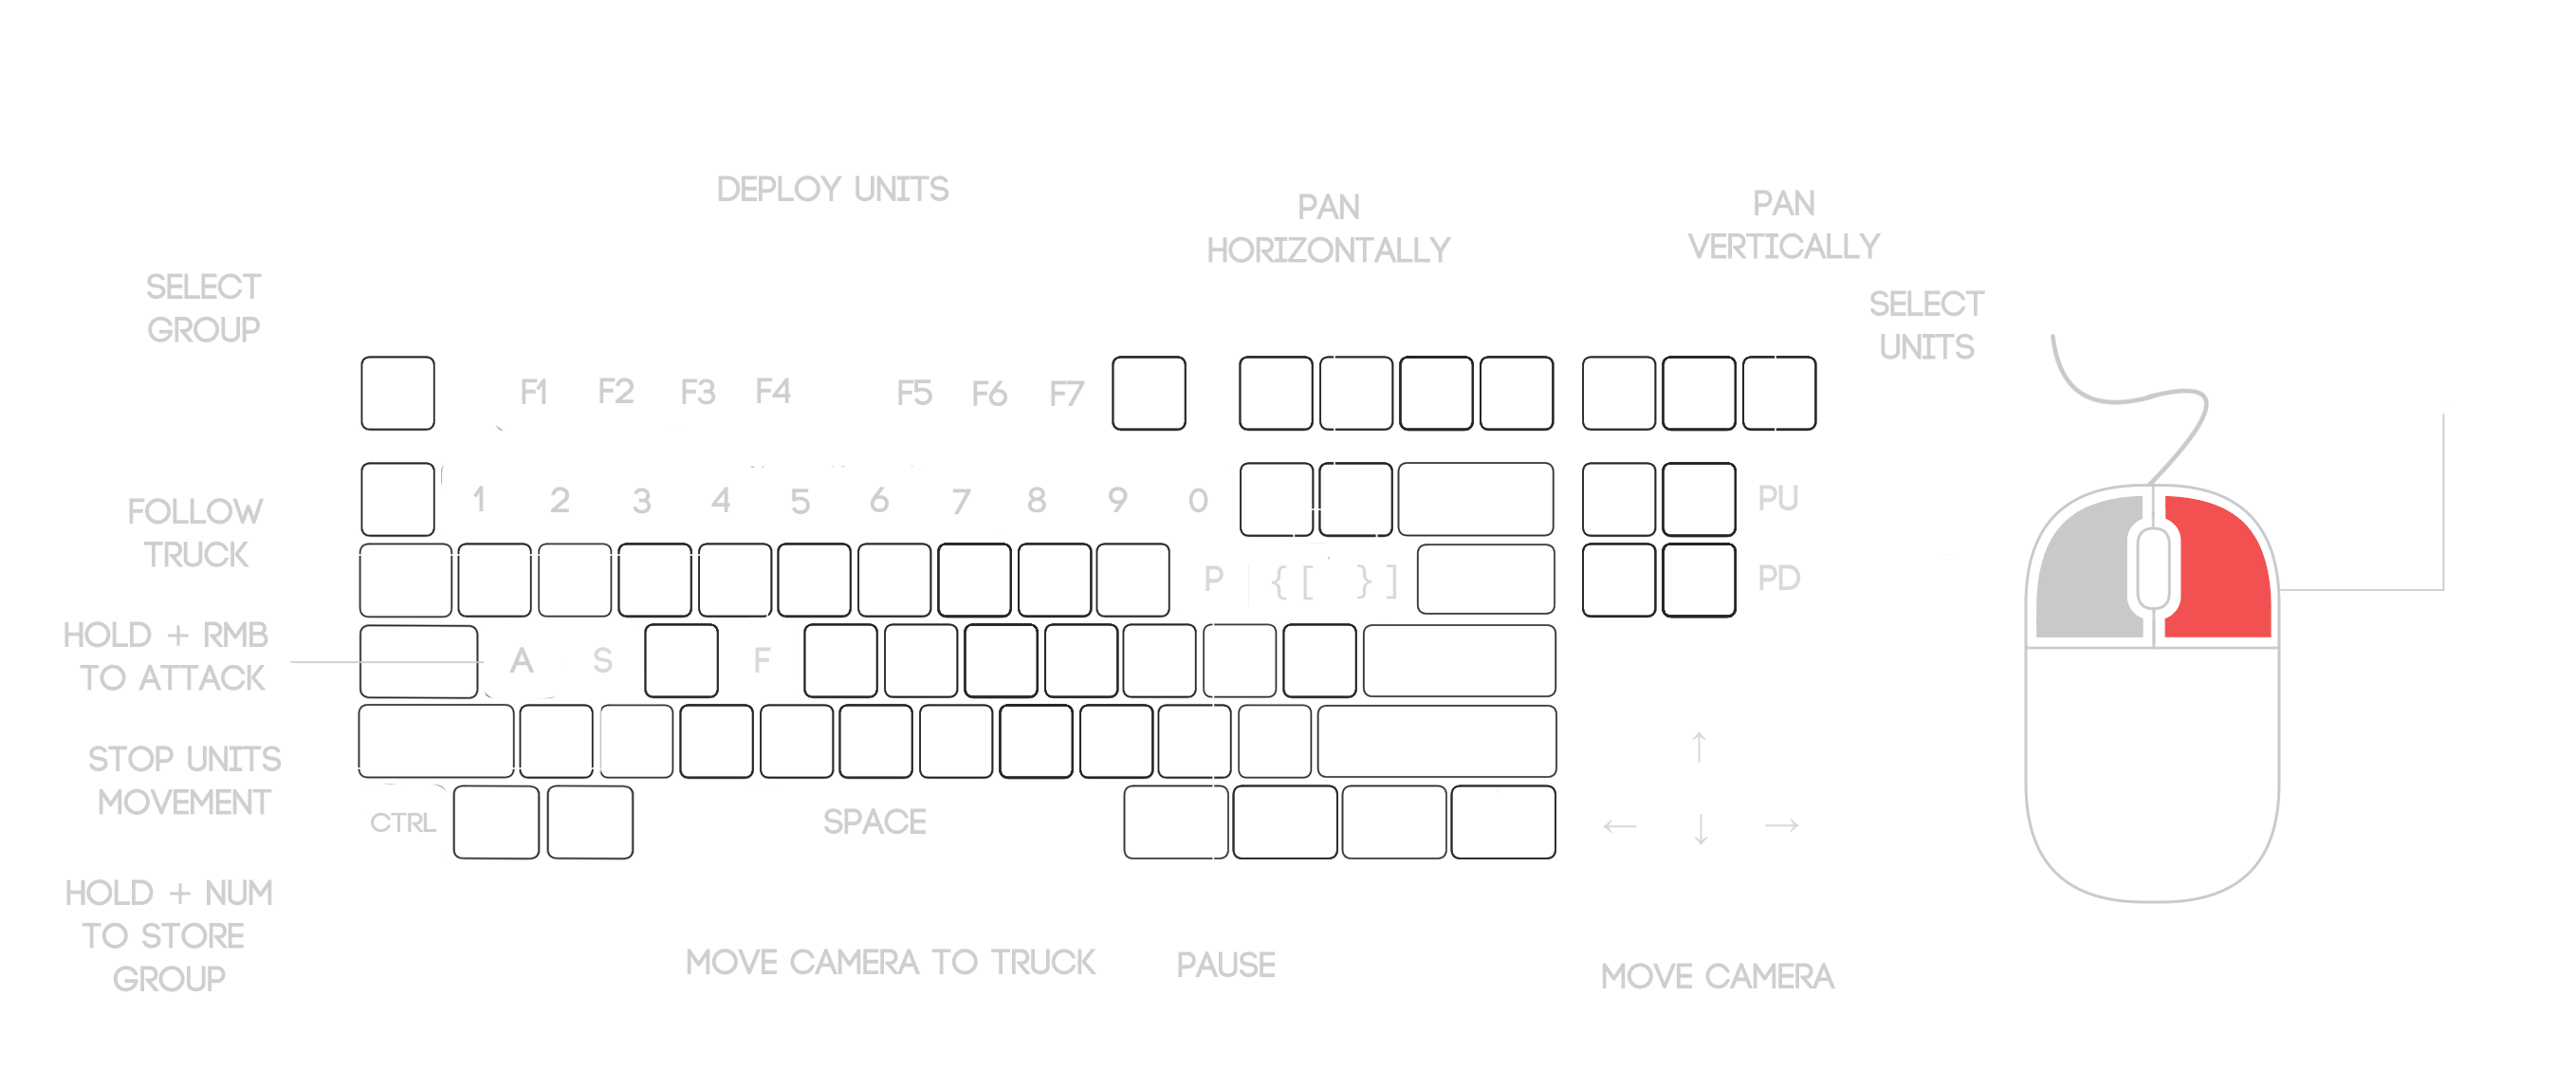 DEPLOY UNITS
PAN
HORIZONTALLY
PAN
VERTICALLY
SELECT
GROUP
SELECT
UNITS
F1 F2 F3 F4 F5 F6 F7
1 2 3 4 5 6 7 8 9 0 PU
FOLLOW
TRUCK
P { [ } ] PD
HOLD + RMB
TO ATTACK
A S F
STOP UNITS
MOVEMENT
↑
CTRL SPACE ← ↓ →
HOLD + NUM
TO STORE
GROUP
MOVE CAMERA TO TRUCK
PAUSE
MOVE CAMERA